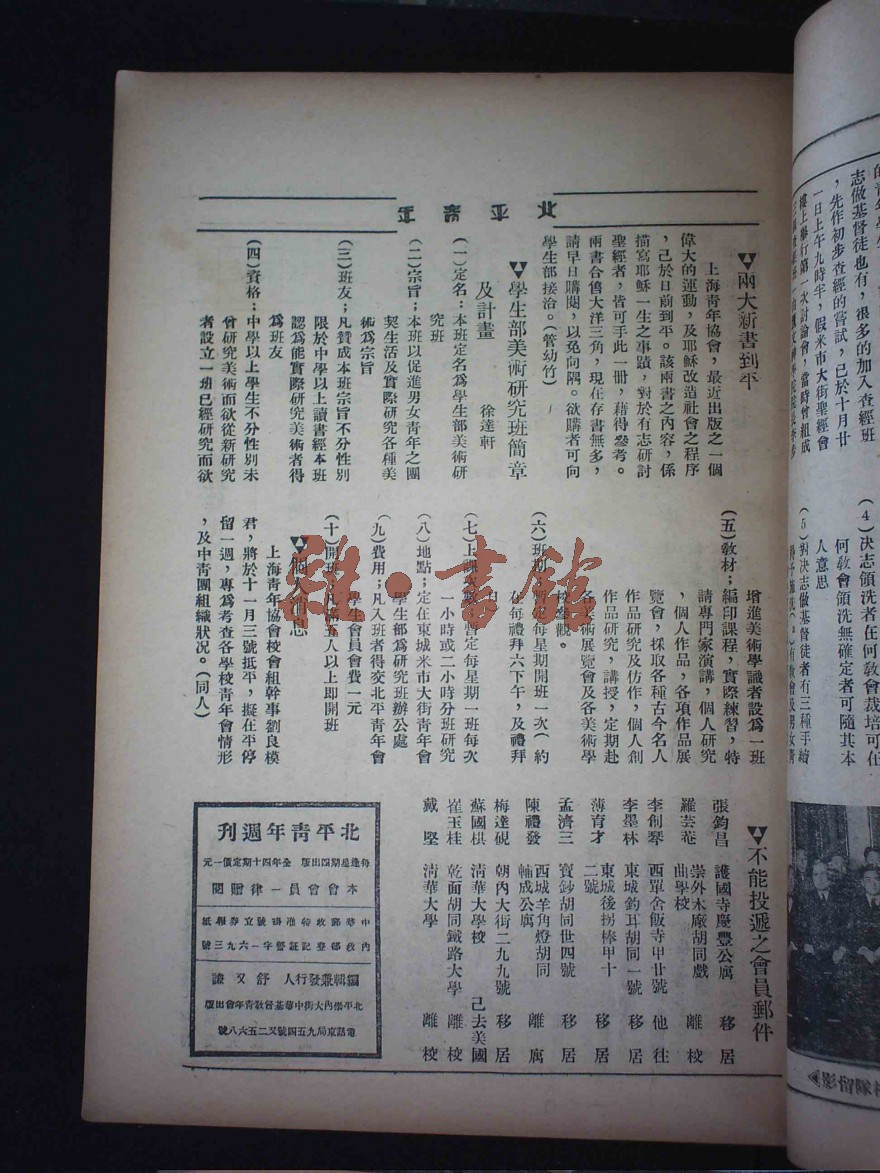 北平青年
▼兩大新書到平
上海青年協會，最近出版之一個
偉大的運動，及耶穌改造社會之程序
，已於日前到平。該兩書之內容，係
描寫耶穌一生之事蹟，對於有志研討
聖經者，皆可手此一冊，藉得參考。
兩書合售大洋三角，現在存書無多，
請早日購閱，以免向隅。欲購者可向
學生部接洽。（管幼竹）
▼學生部美術研究班簡章
及計畫　徐達軒
（一）定名：本班定名爲學生部美術研
究班
（二）宗旨；本班以促進男女青年之團
契生活及實際研究各種美
術爲宗旨
（三）班友；凡贊成本班宗旨不分性別
限於中學以上讀書經本班
認爲能實際研究美術者得
爲班友
（四）資格：中學以上學生不分性別未
曾研究美術而欲從新研究
者設立一班已經研究而欲
增進美術學識者設爲一班
（五）敎材；編印課程，實際練習，特
請專門家演講，個人研究
，個人作品，各項作品展
覽會，採取各種古今名人
作品研究及仿作，個人創
作品研究，講授，定期赴
各美術展覽會及各美術學
校參觀。
（六）班期；暫定每星期開班一次（約
在每禮拜六下午，及禮拜
日
（七）上課次數暫定每星期一班每次
一小時或二小時分班研究
（八）地點；定在東城米市大街青年會
學生部爲研究班辦公處
（九）費用；凡入班者得交北平青年會
學生會員會費一元
（十）開班；凡滿五人以上即開班
▼個人消息
上海青年協會校會組幹事劉良模
君，將於十一月三號抵平，擬在平停
留一週，專爲考查各學校青年會情形
，及中青團組織狀况。（同人）
▼不能投遞之會員郵件
張鈞昌　護國寺慶豐公寓　移居
羅芸菴　崇外木廠胡同戲
曲學校　離校
李創琴　西單舍飯寺甲廿號　他往
李墨林　東城釣耳胡同一號　移居
薄育才　東城後拐棒甲十
二號　移居
孟濟三　寶鈔胡同卅四號　移居
陳禮發　西城羊角燈胡同
輔成公寓　離寓
梅達硯　朝內大街二九九號　移居
蘇國棋　清華大學校　已去美國
崔玉桂　乾面胡同鐵路大學　離校
戴堅　清華大學　離校
北平青年週刊
每逢星期四出版　全年四十期定價一元
本會會員一律贈閱
中華郵政特准掛號立券報紙
內政部登記証警字一六九三號
編輯兼發行人　舒又謙
北平崇內大街中華基督教青年會出版
電話東局九五四號又二五六八號
的青年學生
志做基督徒也有，很多的加入查經班
，先作初步查經的嘗試，已於十月廿
一日上午九時半，假米市大街聖經會
樓上舉行第一次討論會，當時會組成
（4）决志領洗者在何敎會裁培可任
何敎會領洗無確定者可隨其本
人意思
（5）對决志做基督徒者有三種手續
隊留影